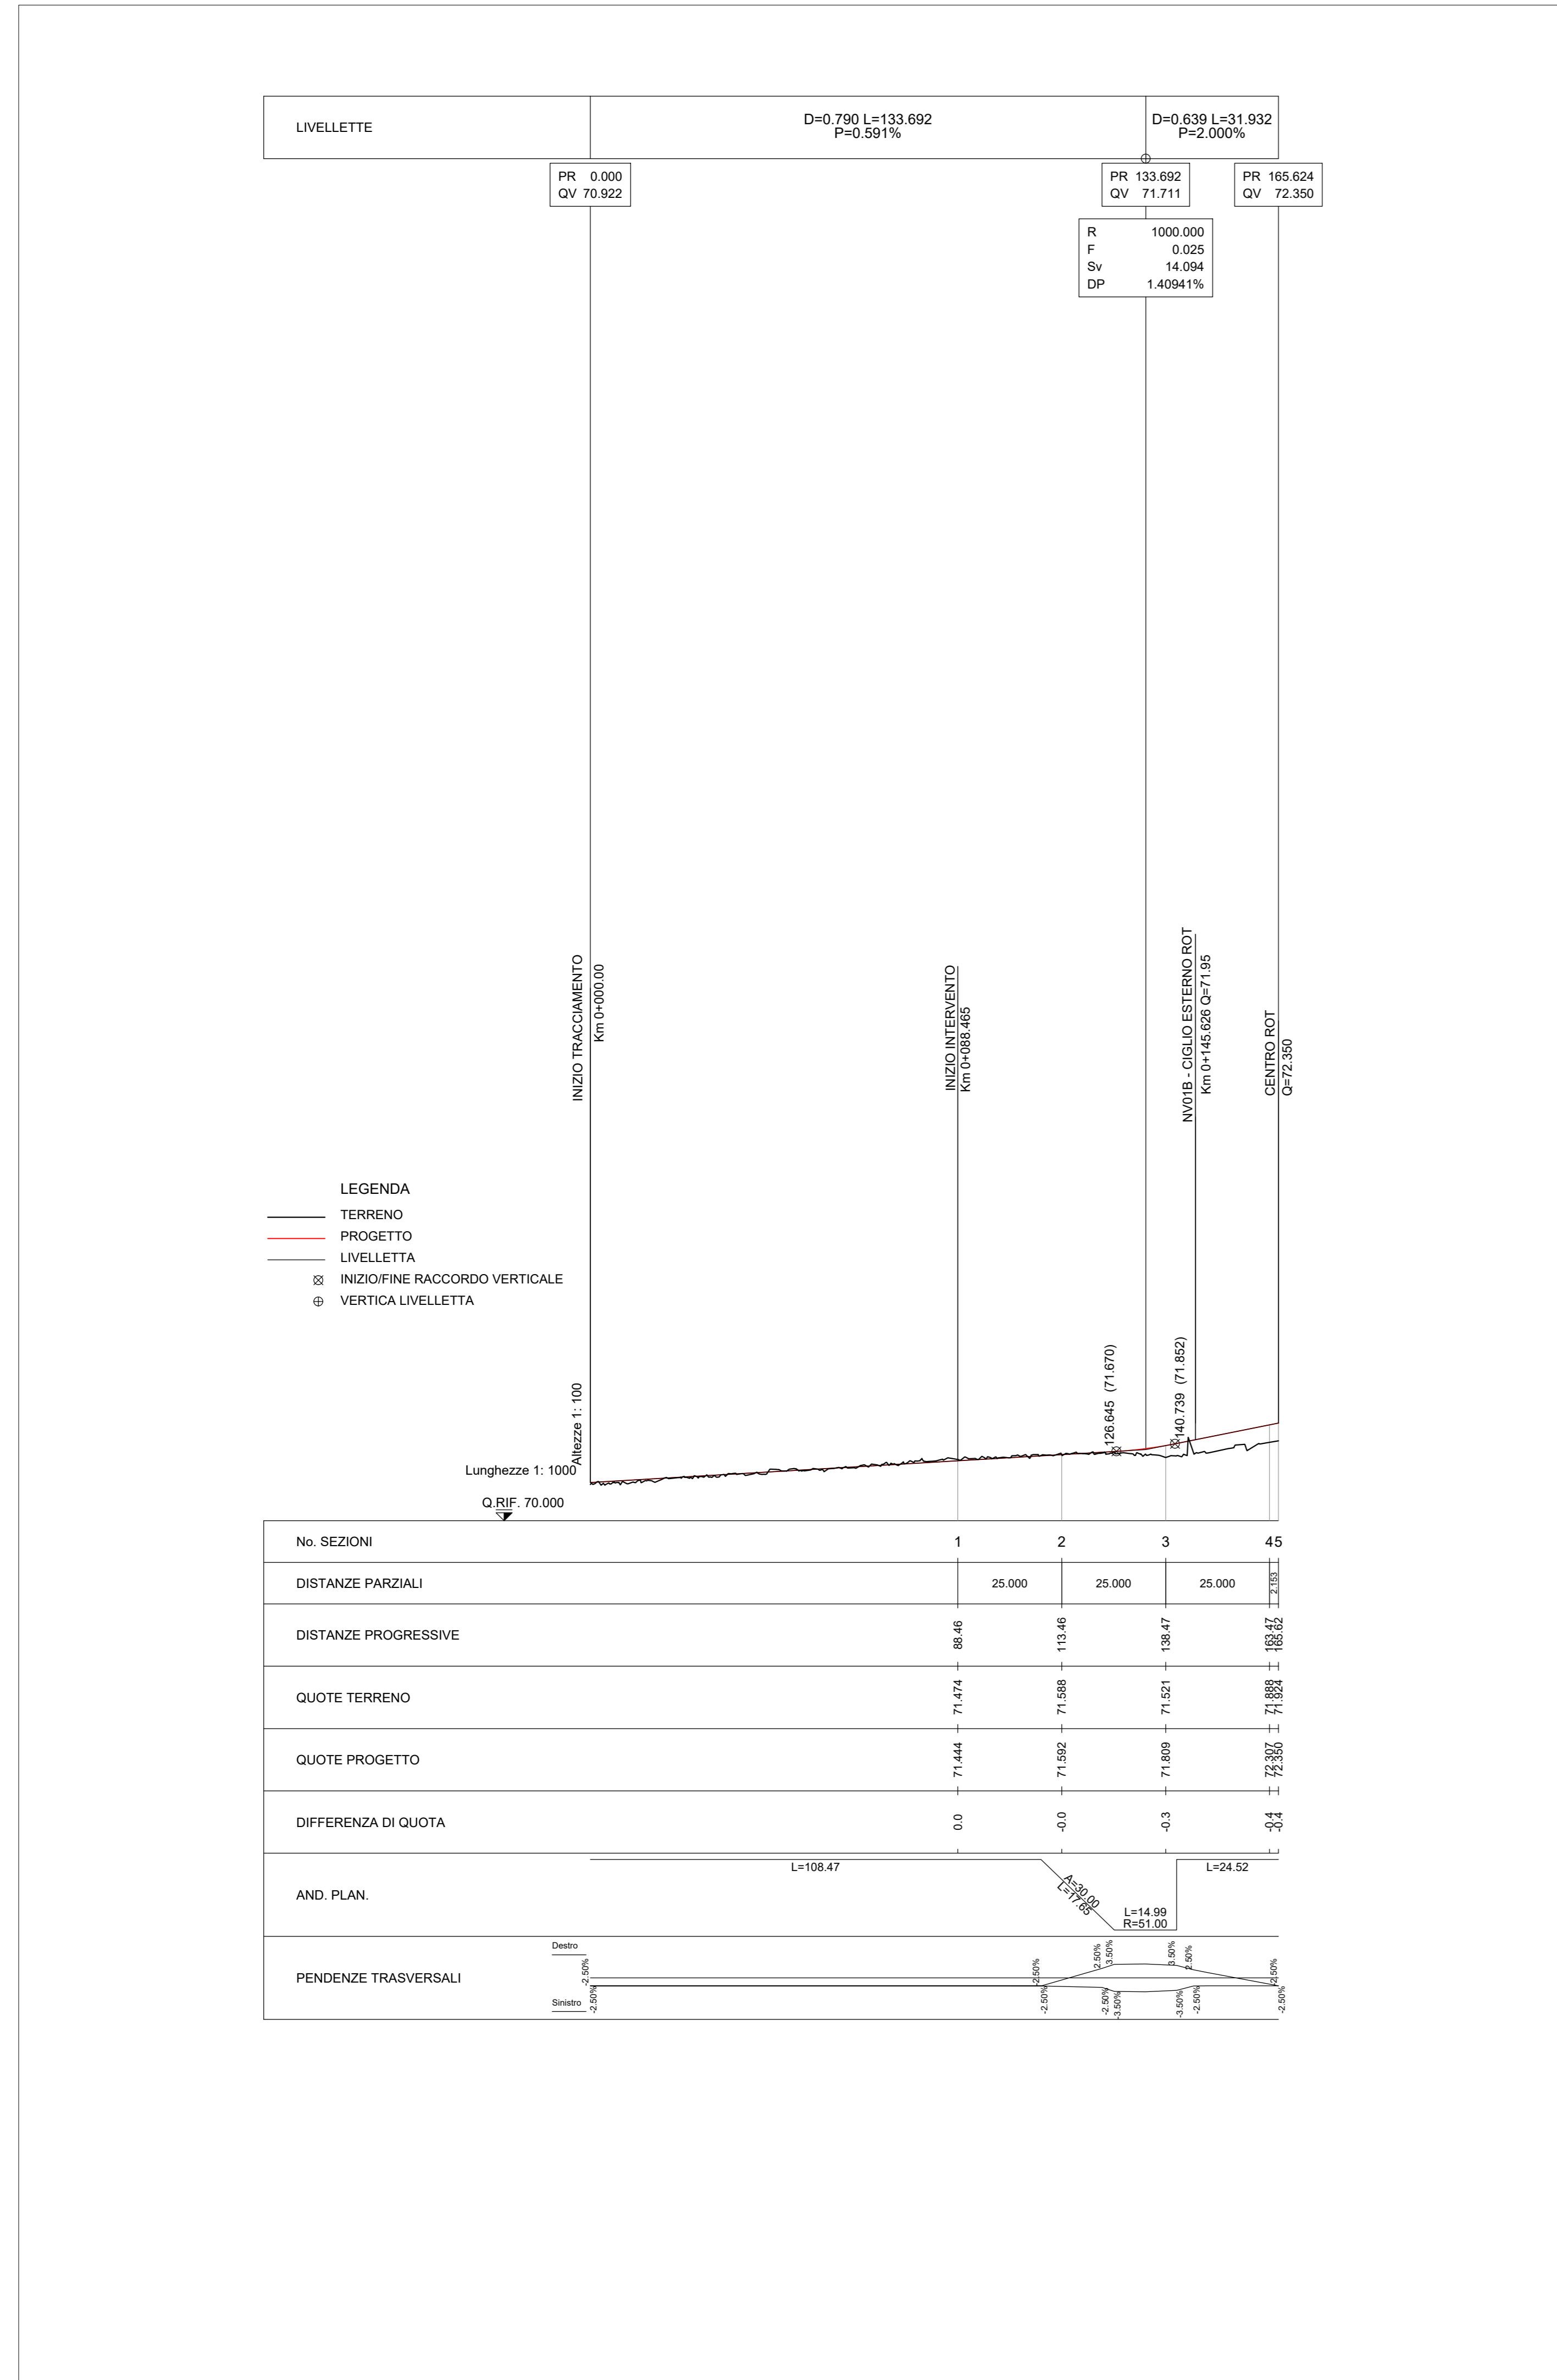 LIVELLETTE
D=0.790 L=133.692
P=0.591%
D=0.639 L=31.932
P=2.000%
PR 0.000
QV 70.922
PR 133.692
QV 71.711
PR 165.624
QV 72.350
R 1000.000
F 0.025
Sv 14.094
DP 1.40941%
INIZIO TRACCIAMENTO
Km 0+000.00
INIZIO INTERVENTO
Km 0+088.465
NV01B - CIGLIO ESTERNO ROT
Km 0+145.626 Q=71.95
CENTRO ROT
Q=72.350
LEGENDA
TERRENO
PROGETTO
LIVELLETTA
INIZIO/FINE RACCORDO VERTICALE
VERTICA LIVELLETTA
126.645 (71.670)
140.739 (71.852)
Altezze 1: 100
Lunghezze 1: 1000
Q.RIF. 70.000
No. SEZIONI
1 2 3 4 5
DISTANZE PARZIALI
25.000 25.000 25.000 2.153
DISTANZE PROGRESSIVE
88.46 113.46 138.47 163.47 165.62
QUOTE TERRENO
71.474 71.588 71.521 71.888 71.924
QUOTE PROGETTO
71.444 71.592 71.809 72.307 72.350
DIFFERENZA DI QUOTA
0.0 -0.0 -0.3 -0.4 -0.4
AND. PLAN.
L=108.47
A=30.00
L=17.65
L=14.99
R=51.00
L=24.52
PENDENZE TRASVERSALI
Destro
-2.50% -2.50% 2.50% 3.50% 3.50% 2.50% -2.50%
Sinistro
-2.50% -2.50% -2.50% -3.50% -3.50% -2.50% -2.50%